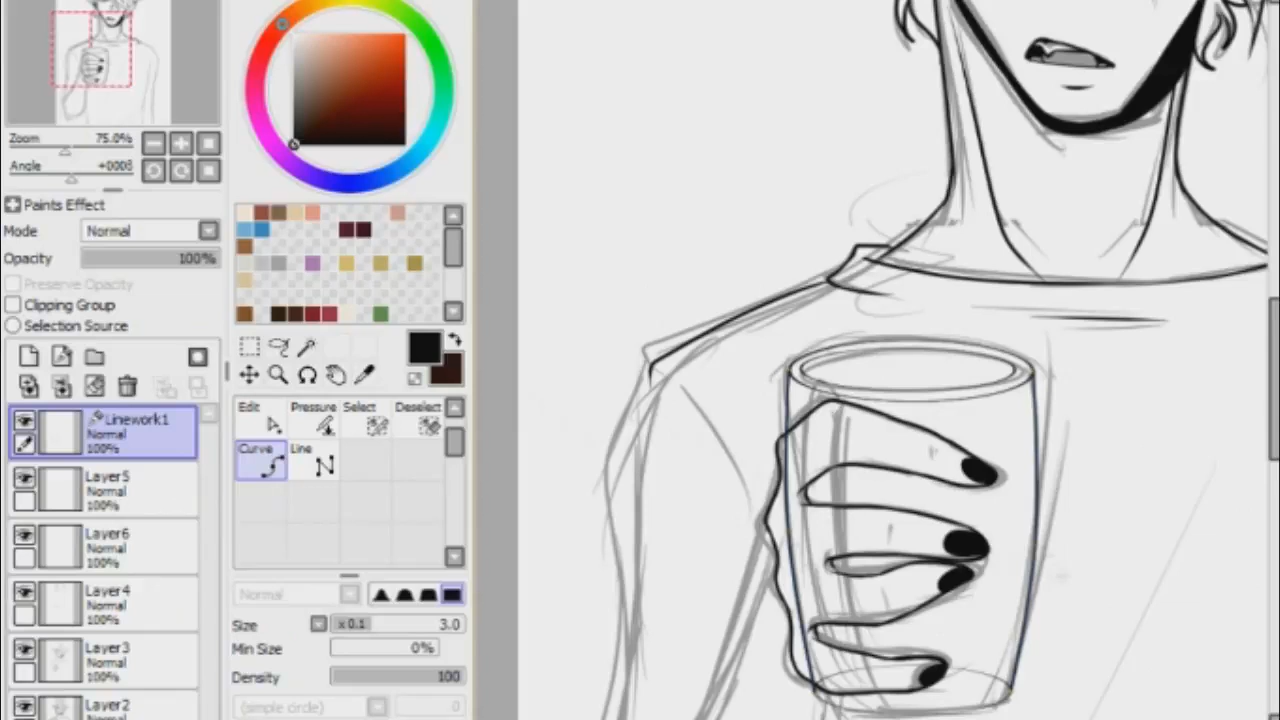 Zoom 75.0%
Angle +000
Paints Effect
Mode Normal
Opacity 100%
Preserve Opacity
Clipping Group
Selection Source
Linework1
Normal
100%
Layer5
Normal
100%
Layer6
Normal
100%
Layer4
Normal
100%
Layer3
Normal
100%
Layer2
Normal
Edit Pressure Select Deselect
Curve Line
Normal
Size x 0.1 3.0
Min Size 0%
Density 100
(simple circle) 0